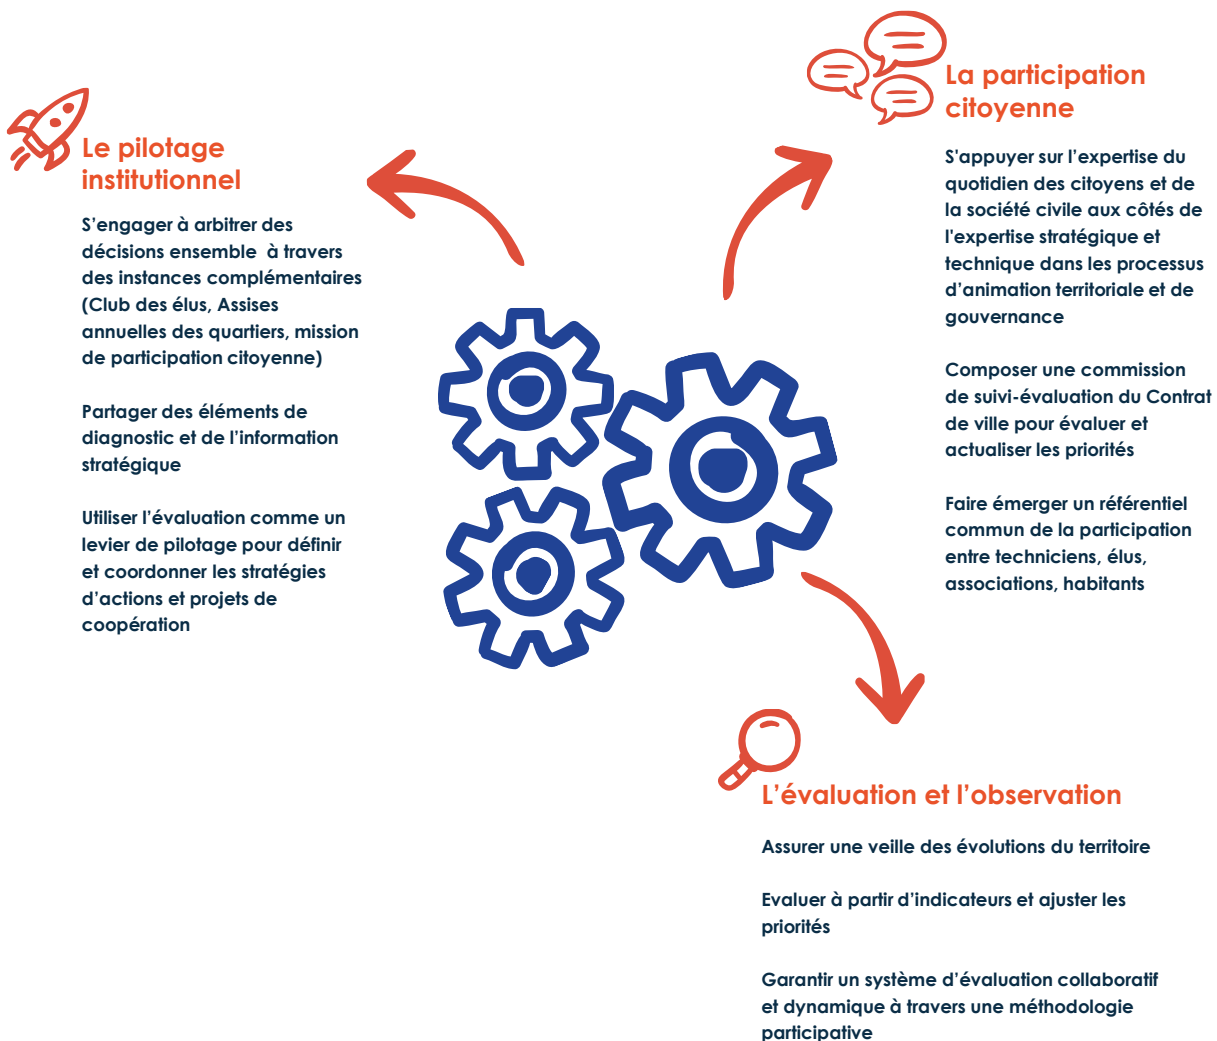 Le pilotage
institutionnel
S’engager à arbitrer des
décisions ensemble à travers
des instances complémentaires
(Club des élus, Assises
annuelles des quartiers, mission
de participation citoyenne)
Partager des éléments de
diagnostic et de l’information
stratégique
Utiliser l’évaluation comme un
levier de pilotage pour définir
et coordonner les stratégies
d’actions et projets de
coopération
La participation
citoyenne
S'appuyer sur l’expertise du
quotidien des citoyens et de
la société civile aux côtés de
l'expertise stratégique et
technique dans les processus
d’animation territoriale et de
gouvernance
Composer une commission
de suivi-évaluation du Contrat
de ville pour évaluer et
actualiser les priorités
Faire émerger un référentiel
commun de la participation
entre techniciens, élus,
associations, habitants
L’évaluation et l’observation
Assurer une veille des évolutions du territoire
Evaluer à partir d’indicateurs et ajuster les
priorités
Garantir un système d’évaluation collaboratif
et dynamique à travers une méthodologie
participative